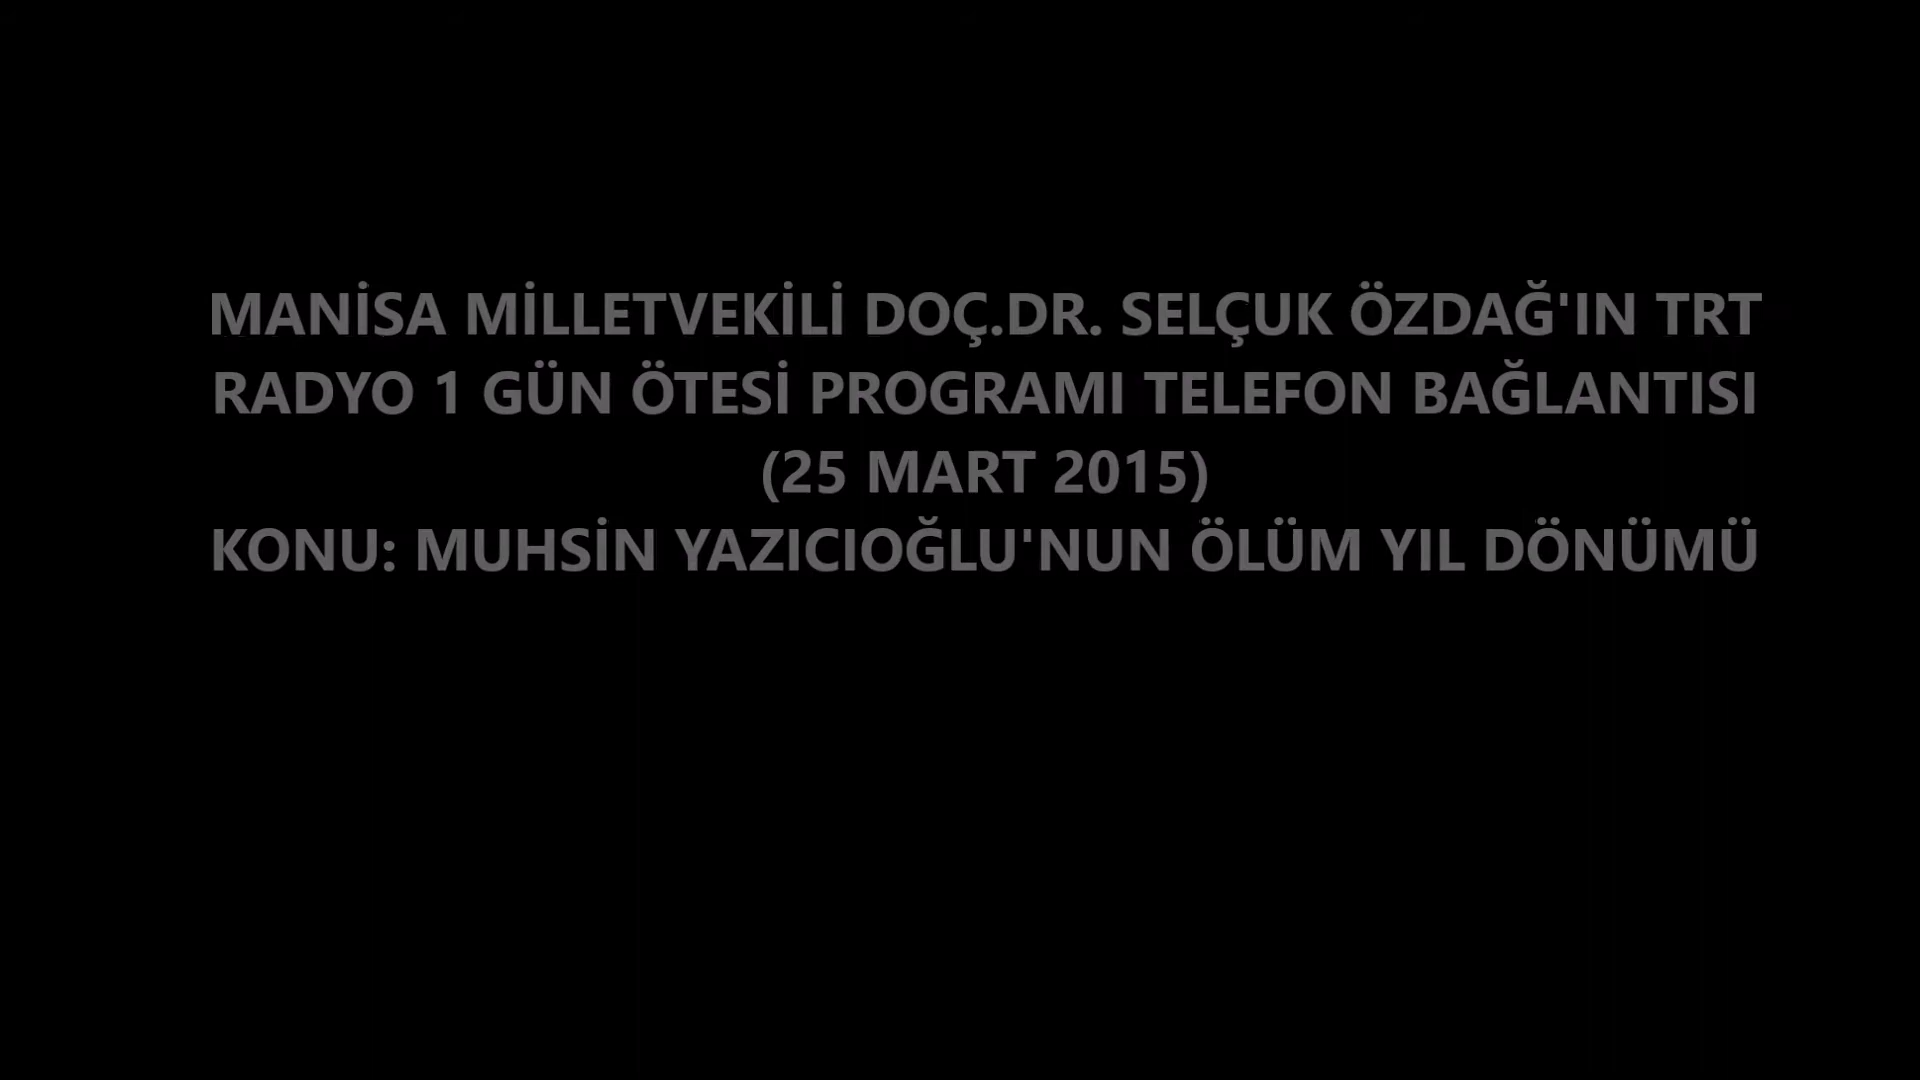 MANİSA MİLLETVEKİLİ DOÇ.DR. SELÇUK ÖZDAĞ'IN TRT
RADYO 1 GÜN ÖTESİ PROGRAMI TELEFON BAĞLANTISI
(25 MART 2015)
KONU: MUHSİN YAZICIOĞLU'NUN ÖLÜM YIL DÖNÜMÜ